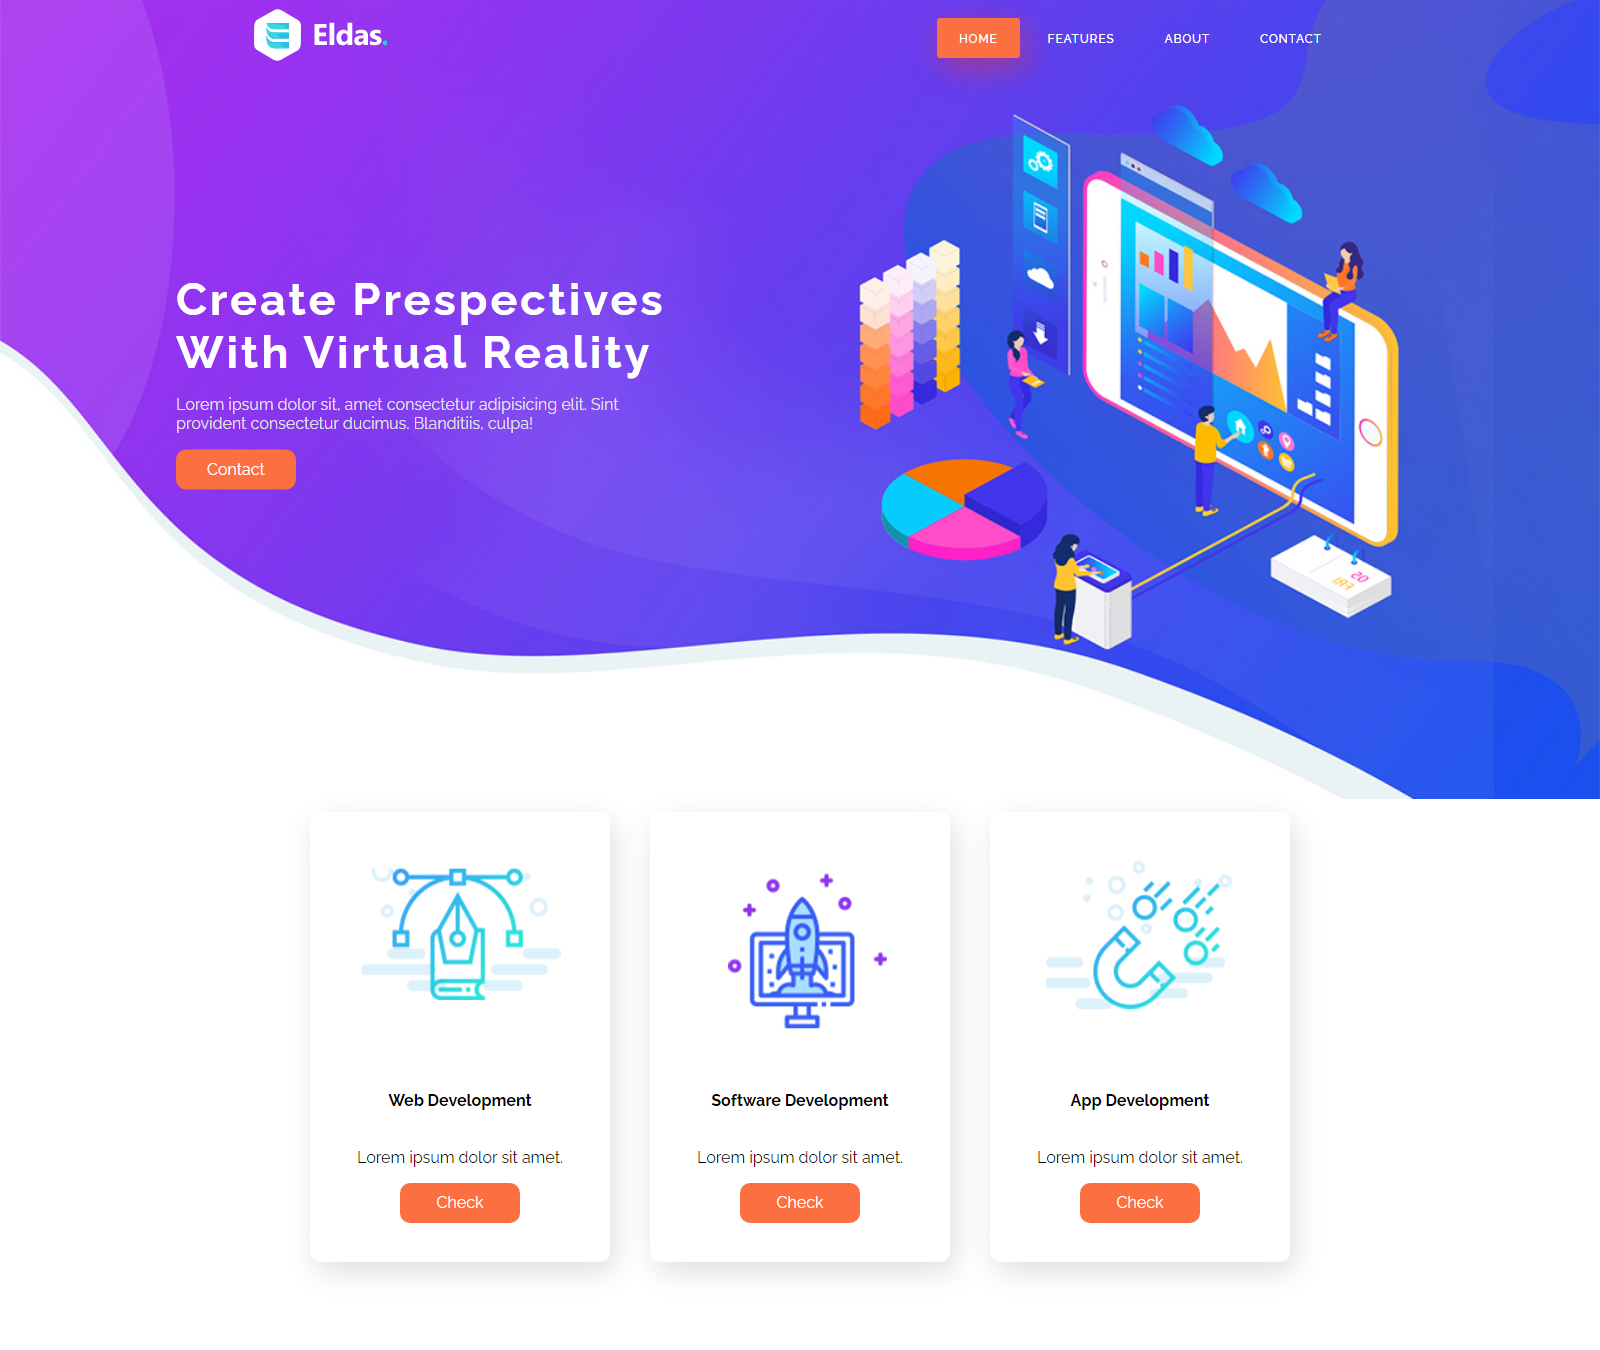 Eldas.
HOME FEATURES ABOUT CONTACT
Create Prespectives
With Virtual Reality
Lorem ipsum dolor sit, amet consectetur adipisicing elit. Sint
provident consectetur ducimus. Blanditiis, culpa!
Contact
20
FRI
Web Development
Lorem ipsum dolor sit amet.
Check
Software Development
Lorem ipsum dolor sit amet.
Check
App Development
Lorem ipsum dolor sit amet.
Check